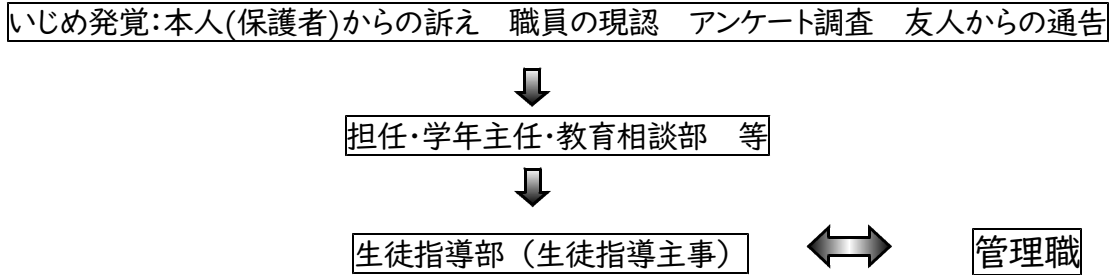 いじめ発覚:本人(保護者)からの訴え　職員の現認　アンケート調査　友人からの通告
担任・学年主任・教育相談部　等
生徒指導部（生徒指導主事）　管理職